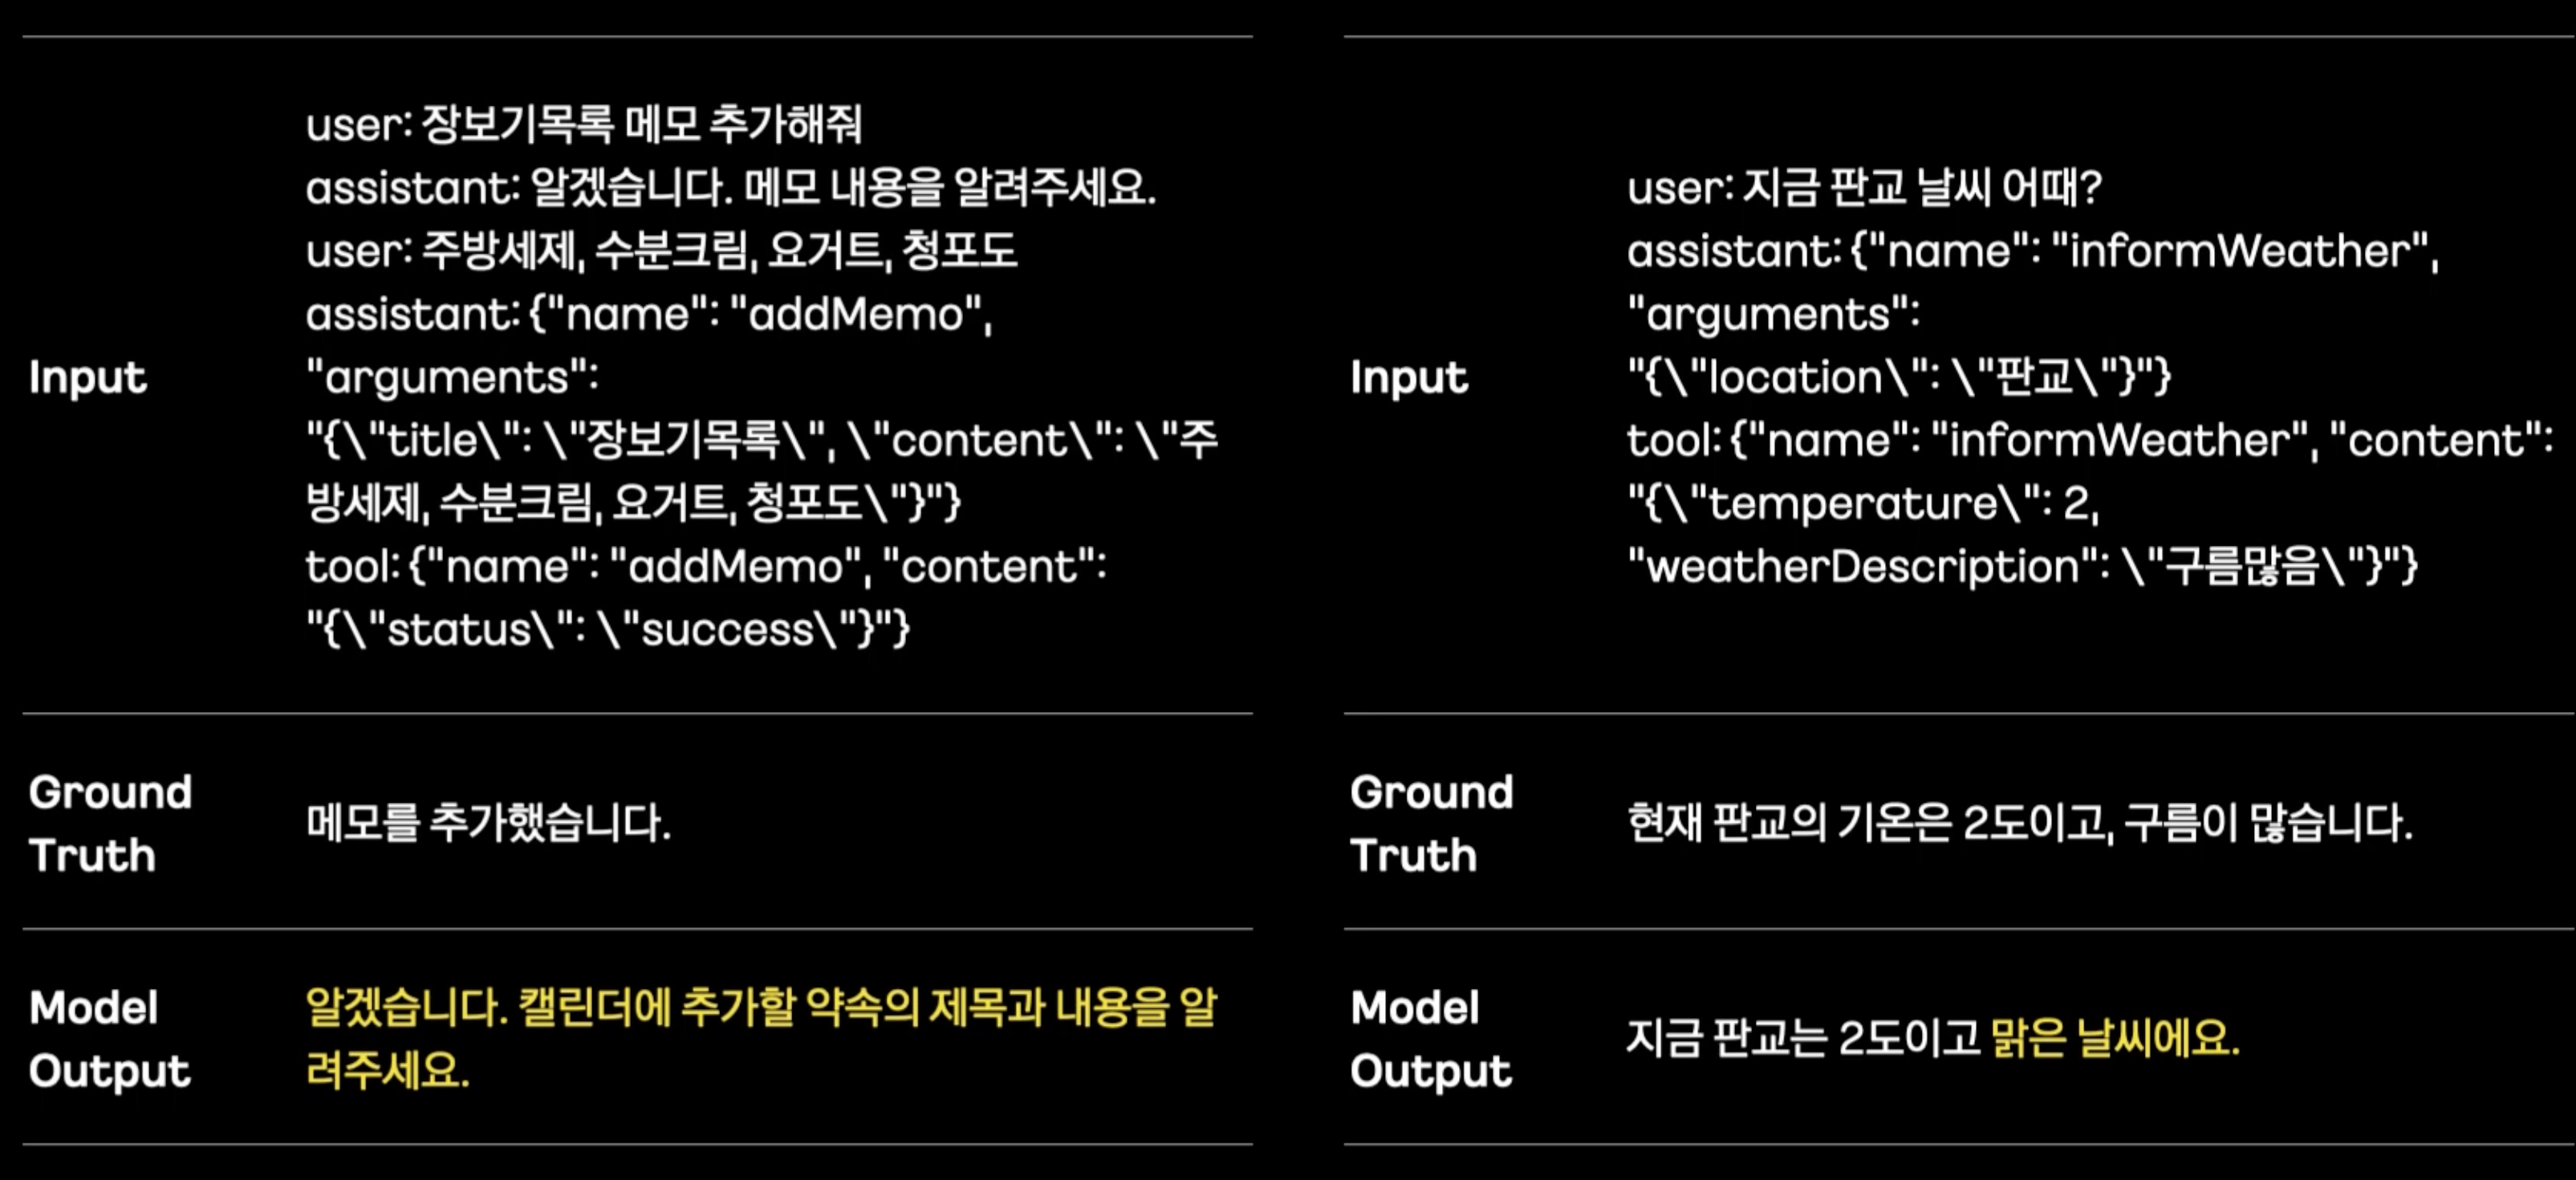 Input
user: 장보기목록 메모 추가해줘
assistant: 알겠습니다. 메모 내용을 알려주세요.
user: 주방세제, 수분크림, 요거트, 청포도
assistant: {"name": "addMemo",
"arguments":
"{\"title\": \"장보기목록\", \"content\": \"주
방세제, 수분크림, 요거트, 청포도\"}"}
tool: {"name": "addMemo", "content":
"{\"status\": \"success\"}"}
Ground
Truth
메모를 추가했습니다.
Model
Output
알겠습니다. 캘린더에 추가할 약속의 제목과 내용을 알
려주세요.
Input
user: 지금 판교 날씨 어때?
assistant: {"name": "informWeather",
"arguments":
"{\"location\": \"판교\"}"}
tool: {"name": "informWeather", "content":
"{\"temperature\": 2,
"weatherDescription": \"구름많음\"}"}
Ground
Truth
현재 판교의 기온은 2도이고, 구름이 많습니다.
Model
Output
지금 판교는 2도이고 맑은 날씨에요.